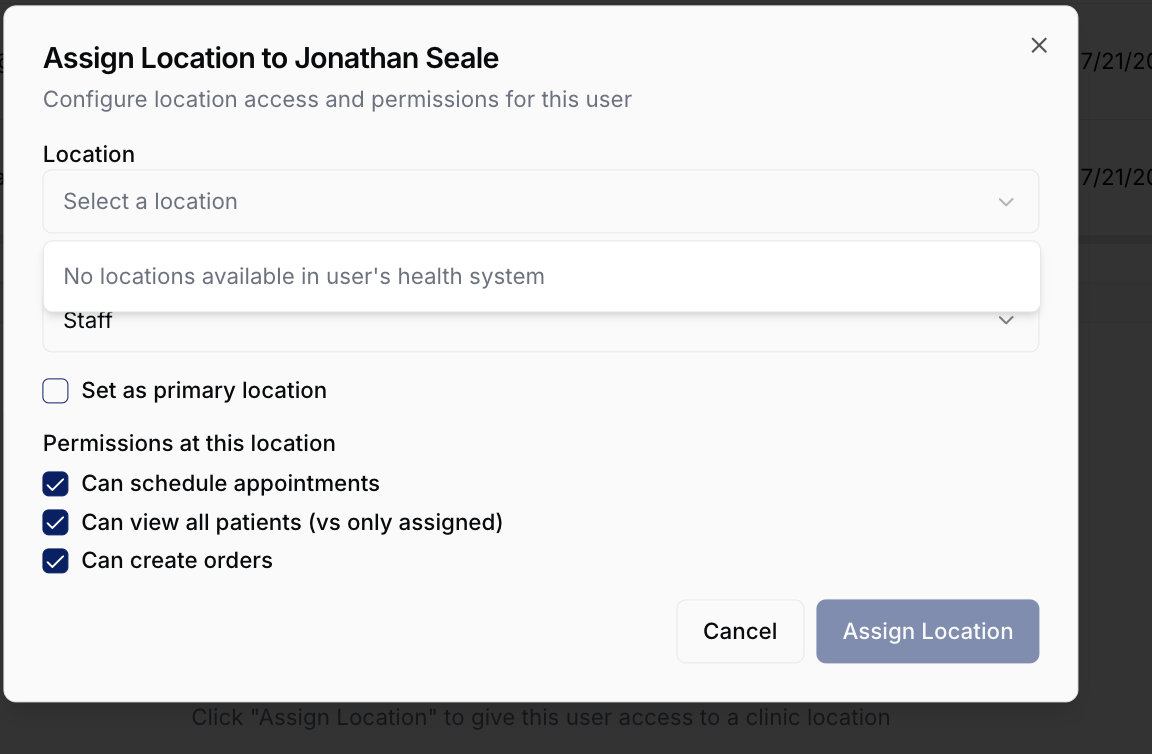 Assign Location to Jonathan Seale
7/21/20
Configure location access and permissions for this user
Location
Select a location
7/21/20
No locations available in user's health system
Staff
Set as primary location
Permissions at this location
Can schedule appointments
Can view all patients (vs only assigned)
Can create orders
Cancel
Assign Location
Click "Assign Location" to give this user access to a clinic location